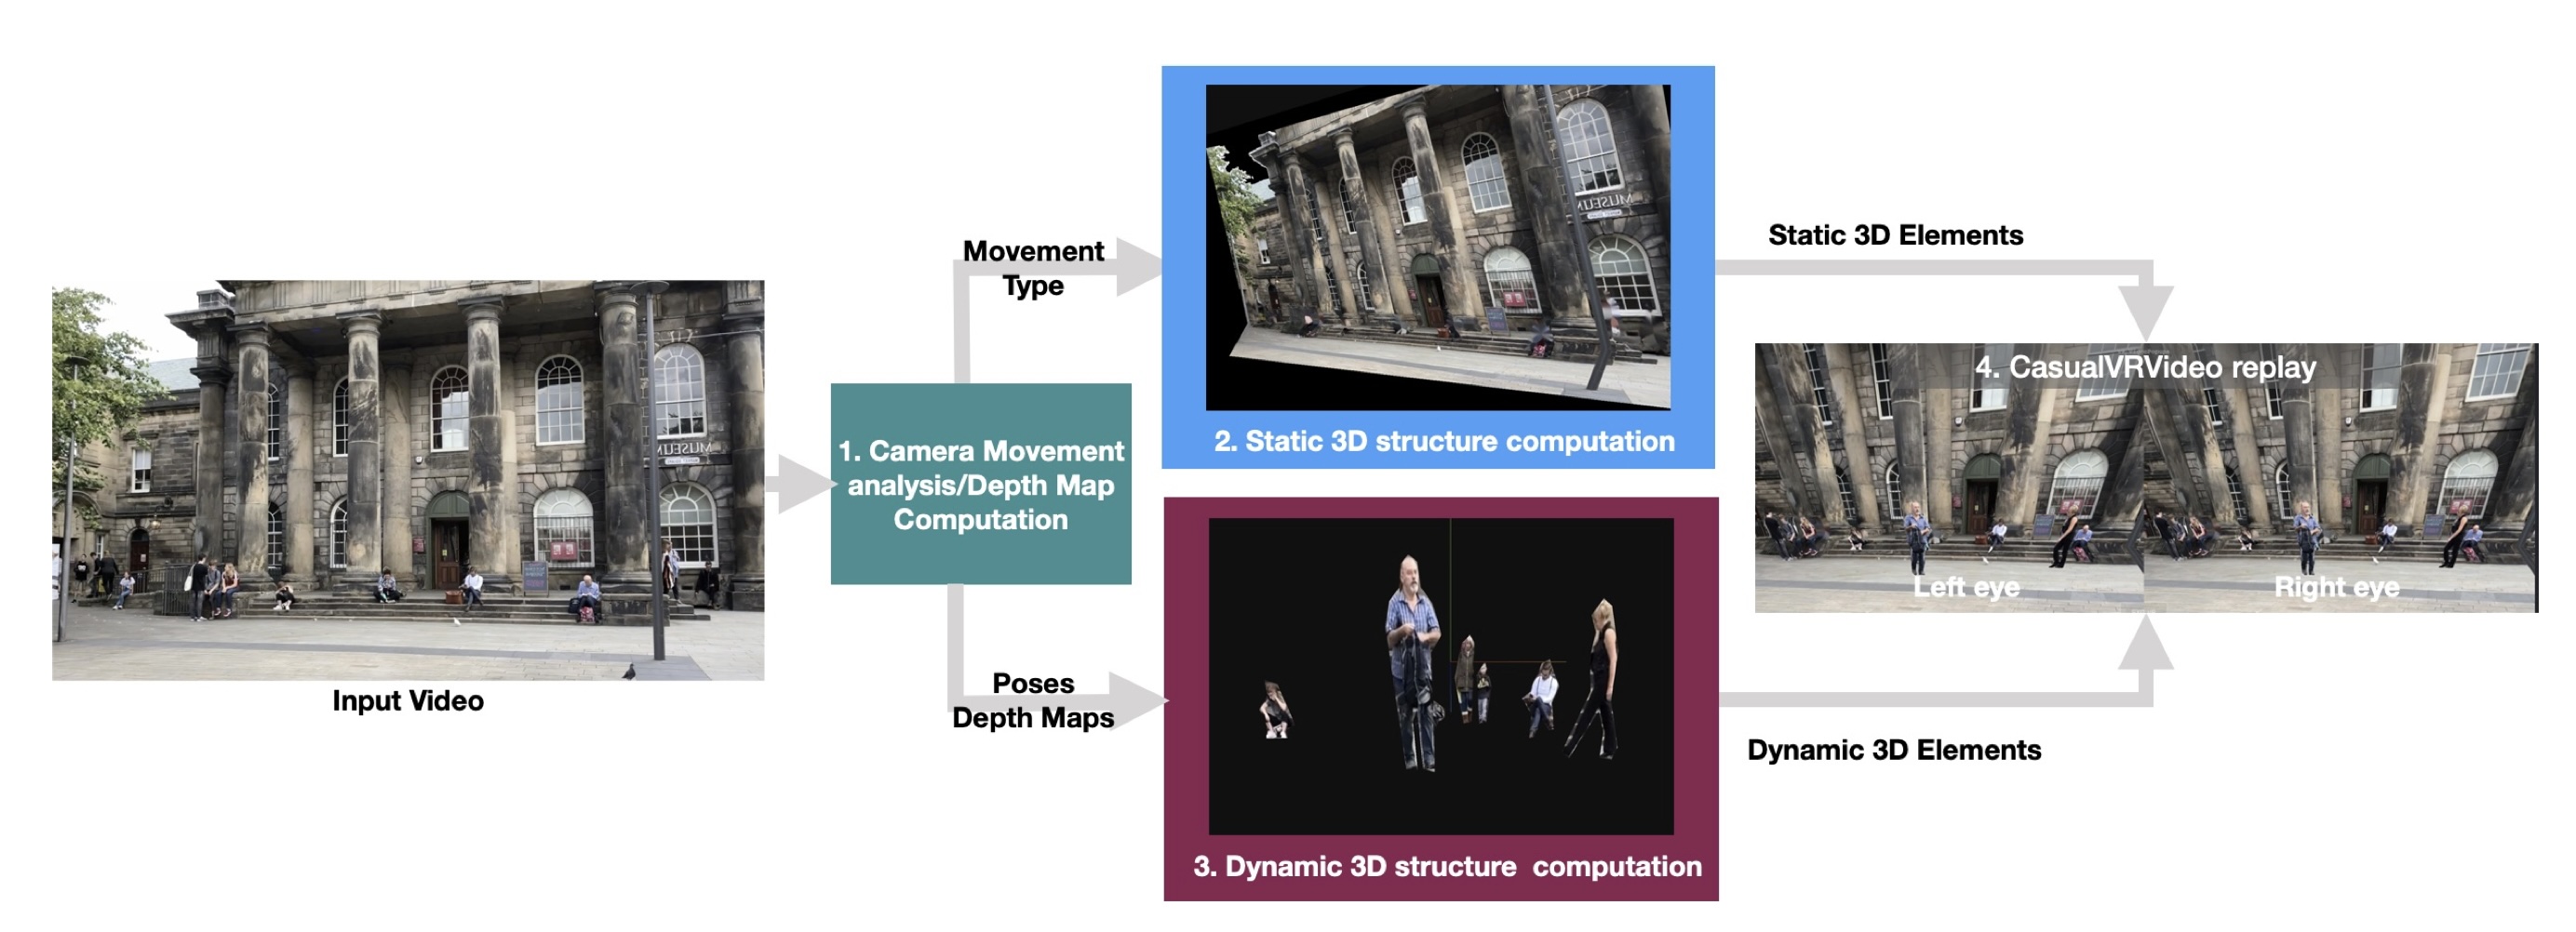 Input Video
1. Camera Movement
analysis/Depth Map
Computation
Movement
Type
Poses
Depth Maps
MUSEUM
2. Static 3D structure computation
3. Dynamic 3D structure computation
Static 3D Elements
Dynamic 3D Elements
4. CasualVRVideo replay
Left eye
Right eye